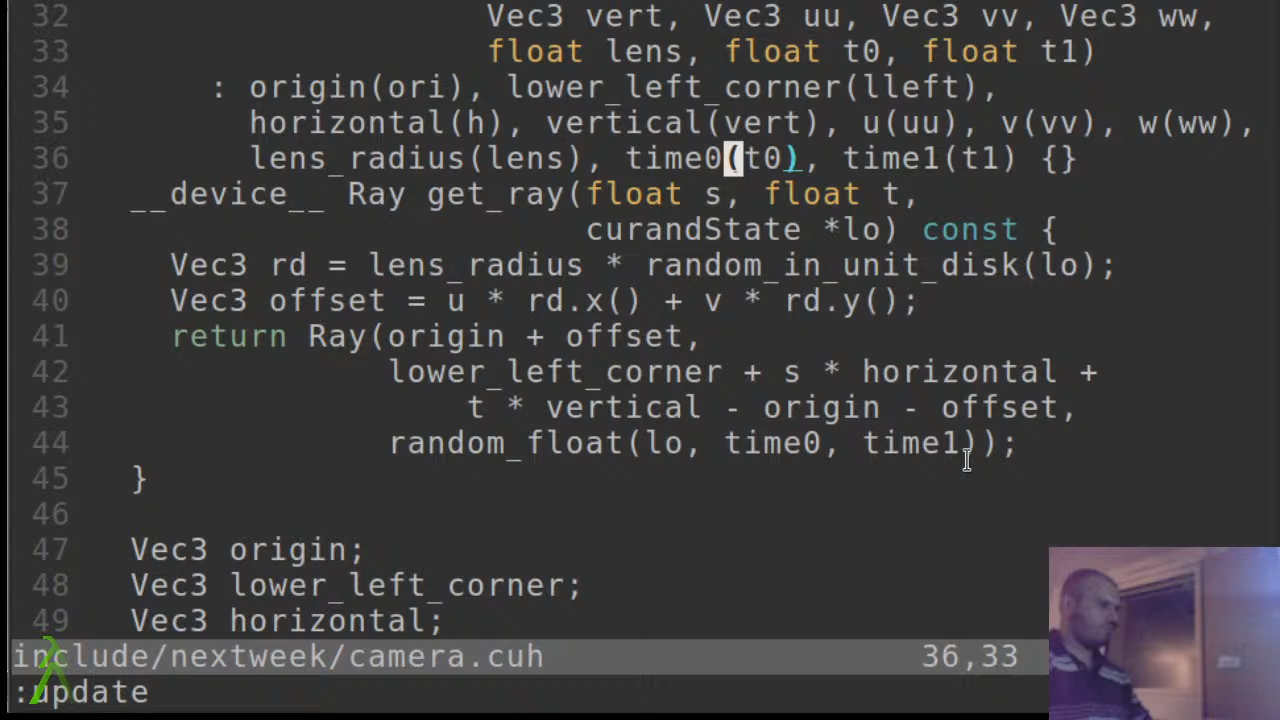 32 Vec3 vert, Vec3 uu, Vec3 vv, Vec3 ww,
33 float lens, float t0, float t1)
34 : origin(ori), lower_left_corner(lleft),
35 horizontal(h), vertical(vert), u(uu), v(vv), w(ww),
36 lens_radius(lens), time0(t0), time1(t1) {}
37 __device__ Ray get_ray(float s, float t,
38 curandState *lo) const {
39 Vec3 rd = lens_radius * random_in_unit_disk(lo);
40 Vec3 offset = u * rd.x() + v * rd.y();
41 return Ray(origin + offset,
42 lower_left_corner + s * horizontal +
43 t * vertical - origin - offset,
44 random_float(lo, time0, time1));
45 }
46
47 Vec3 origin;
48 Vec3 lower_left_corner;
49 Vec3 horizontal;
include/nextweek/camera.cuh 36,33
:update